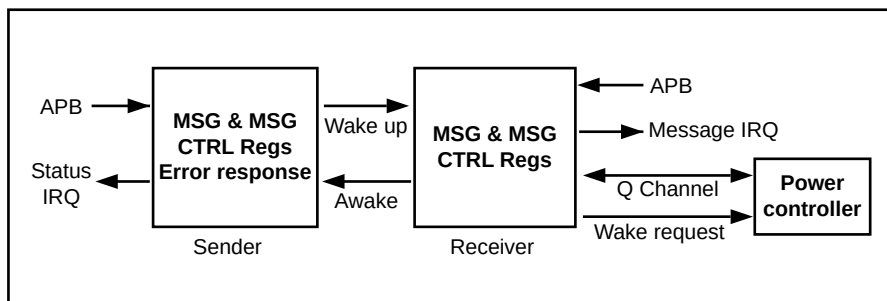 APB
Status
IRQ
MSG & MSG
CTRL Regs
Error response
Sender
Wake up
Awake
MSG & MSG
CTRL Regs
Receiver
APB
Message IRQ
Q Channel
Wake request
Power
controller